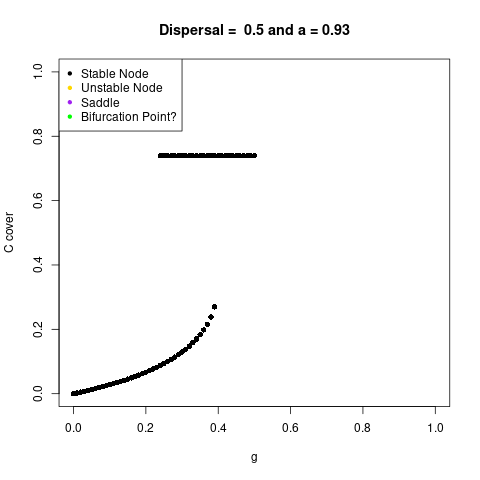 Dispersal =  0.5 and a = 0.93
Stable Node
Unstable Node
Saddle
Bifurcation Point?
1.0
0.8
0.6
0.4
0.2
0.0
C cover
0.0 0.2 0.4 0.6 0.8 1.0
g